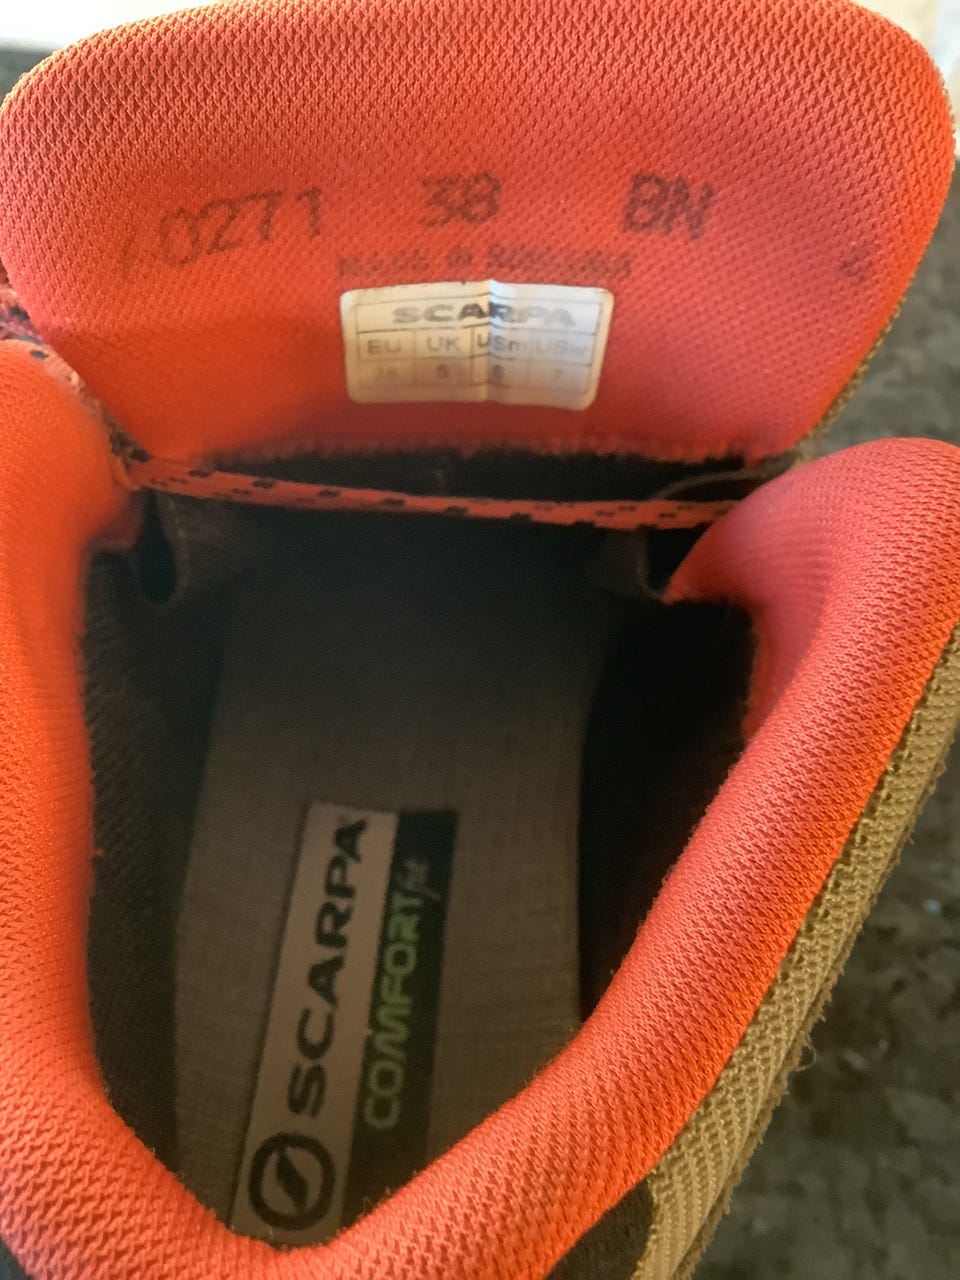 0271 38 BN
SCARPA
EU UK USm USw
38 5 6 7
SCARPA
COMFORT fit